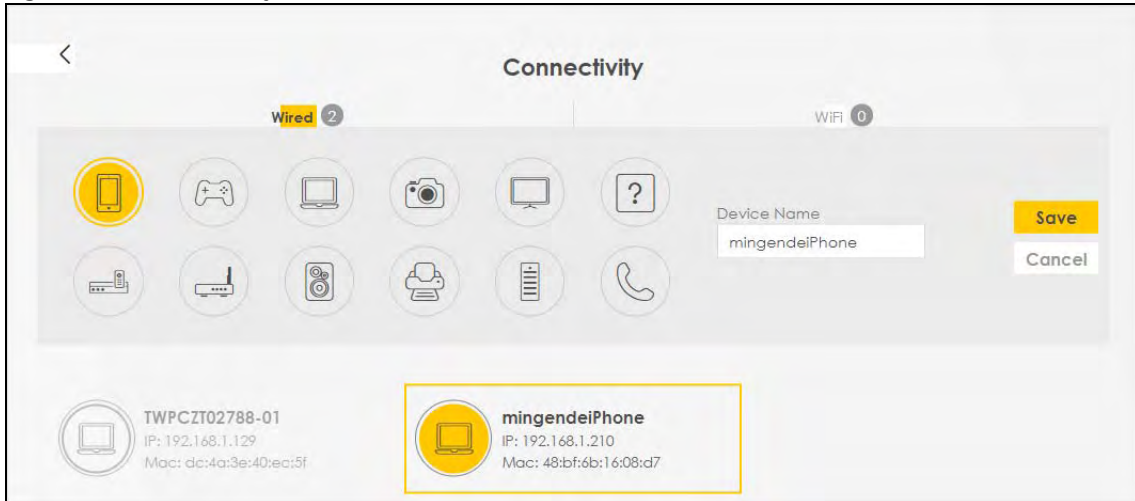 Connectivity
Wired 2
WiFi 0
?
Device Name
mingendeiPhone
Save
Cancel
TWPCZT02788-01
IP: 192.168.1.129
Mac: dc:4a:3e:40:ec:5f
mingendeiPhone
IP: 192.168.1.210
Mac: 48:bf:6b:16:08:d7